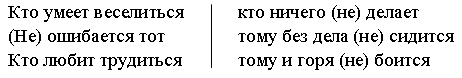 Кто умеет веселиться
(Не) ошибается тот
Кто любит трудиться
кто ничего (не) делает
тому без дела (не) сидится
тому и горя (не) боится